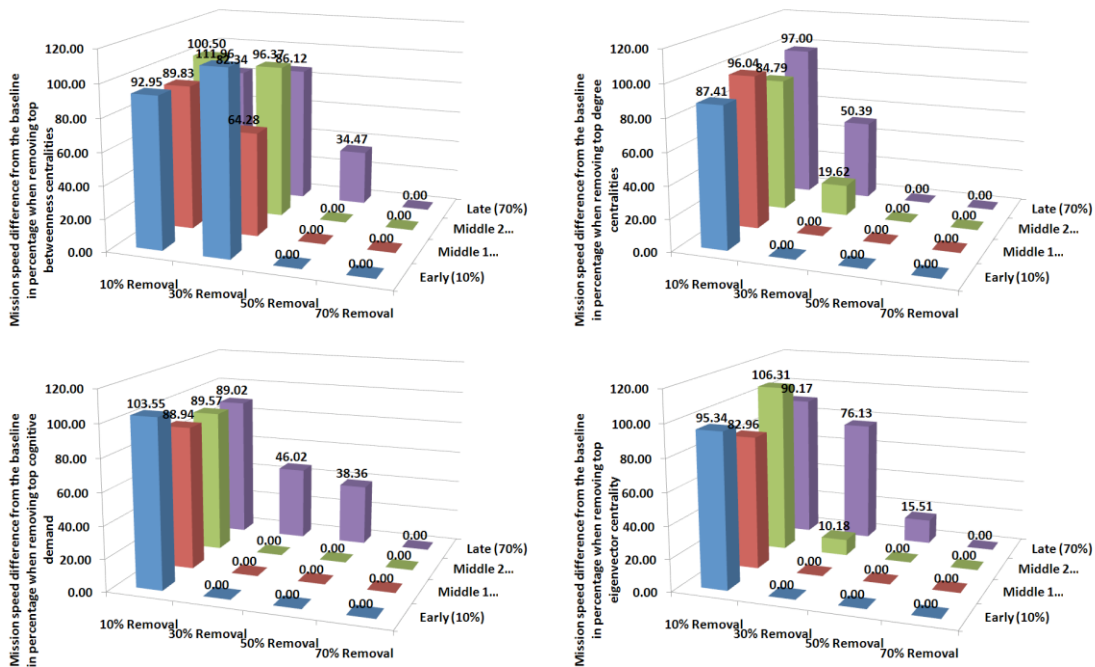 Mission speed difference from the baseline
in percentage when removing top
betweenness centralities
120.00
100.00
80.00
60.00
40.00
20.00
0.00
92.95
89.83
100.50
111.96
82.34
64.28
96.37
86.12
34.47
0.00
0.00
0.00
0.00
0.00
0.00
0.00
Late (70%)
Middle 2...
Middle 1...
Early (10%)
10% Removal
30% Removal
50% Removal
70% Removal
Mission speed difference from the baseline
in percentage when removing top degree
centralities
120.00
100.00
80.00
60.00
40.00
20.00
0.00
87.41
96.04
84.79
97.00
50.39
19.62
0.00
0.00
0.00
0.00
0.00
0.00
0.00
0.00
0.00
0.00
Late (70%)
Middle 2...
Middle 1...
Early (10%)
10% Removal
30% Removal
50% Removal
70% Removal
Mission speed difference from the baseline
in percentage when removing top cognitive
demand
120.00
100.00
80.00
60.00
40.00
20.00
0.00
103.55
88.94
89.57
89.02
46.02
38.36
0.00
0.00
0.00
0.00
0.00
0.00
0.00
0.00
0.00
0.00
Late (70%)
Middle 2...
Middle 1...
Early (10%)
10% Removal
30% Removal
50% Removal
70% Removal
Mission speed difference from the baseline
in percentage when removing top
eigenvector centrality
120.00
100.00
80.00
60.00
40.00
20.00
0.00
95.34
82.96
106.31
90.17
76.13
10.18
15.51
0.00
0.00
0.00
0.00
0.00
0.00
0.00
0.00
0.00
Late (70%)
Middle 2...
Middle 1...
Early (10%)
10% Removal
30% Removal
50% Removal
70% Removal